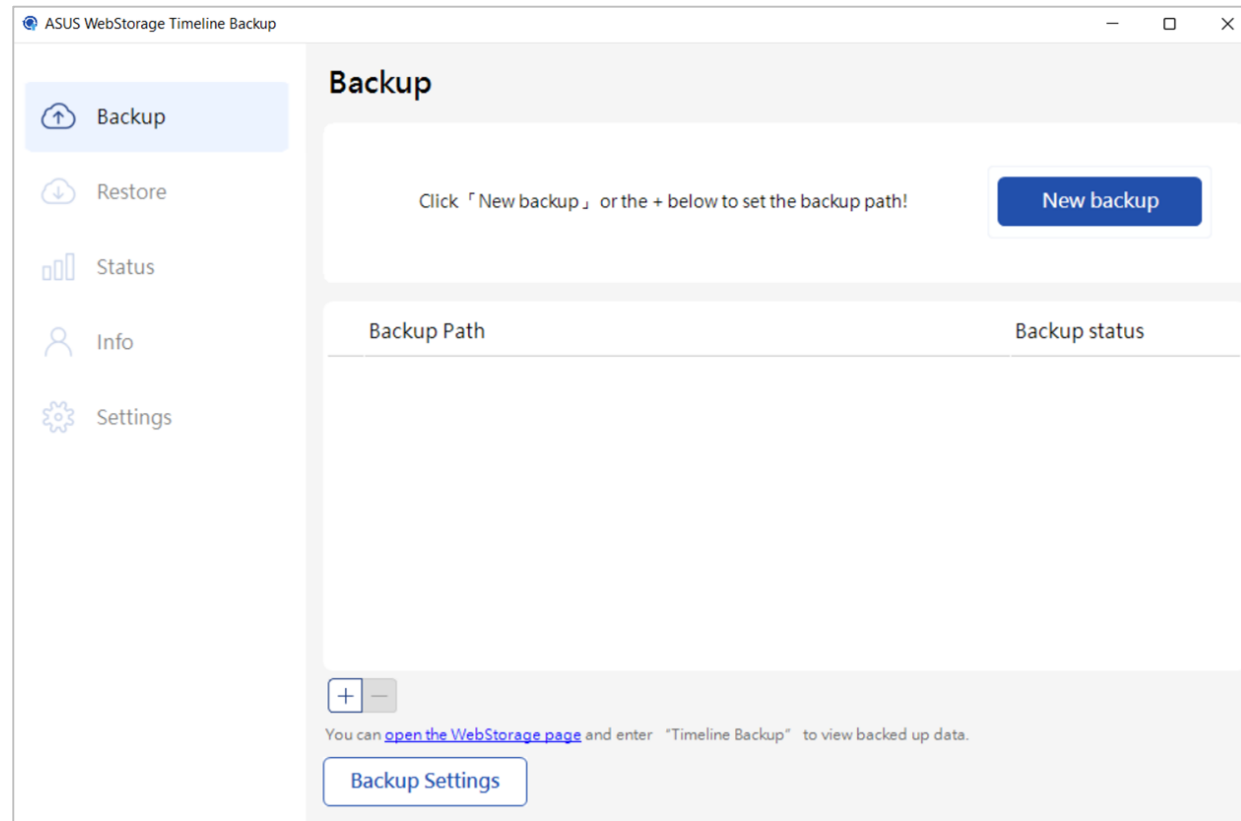 ASUS WebStorage Timeline Backup
Backup
Backup
Restore
Status
Info
Settings
Click「New backup」or the + below to set the backup path!
New backup
Backup Path
Backup status
+ −
You can open the WebStorage page and enter “Timeline Backup” to view backed up data.
Backup Settings